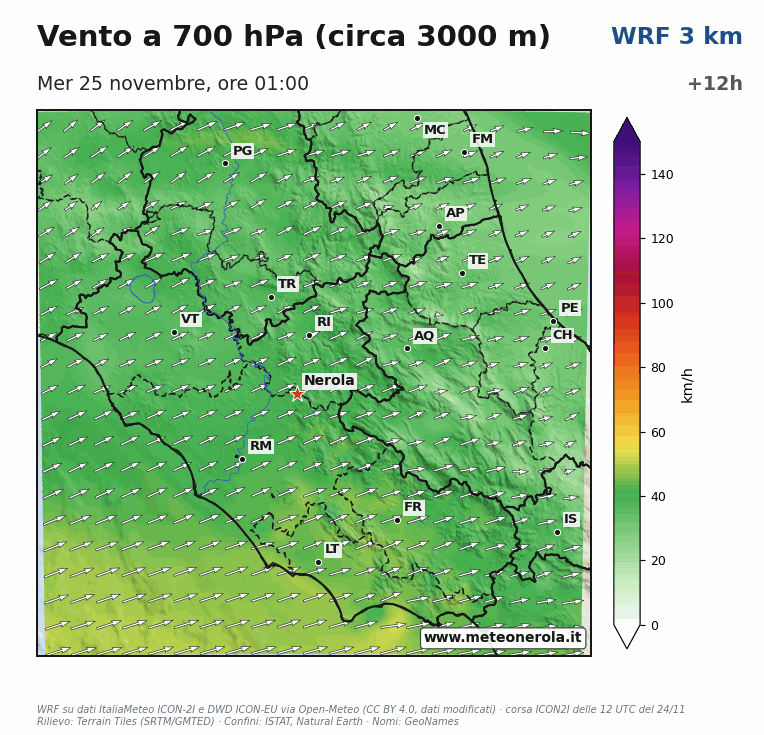 Vento a 700 hPa (circa 3000 m)
WRF 3 km
Mer 25 novembre, ore 01:00
+12h
MC
FM
PG
AP
TE
TR
PE
VT
RI
AQ
CH
Nerola
RM
FR
IS
LT
www.meteonerola.it
140
120
100
80
60
40
20
0
km/h
WRF su dati ItaliaMeteo ICON-2I e DWD ICON-EU via Open-Meteo (CC BY 4.0, dati modificati) · corsa ICON2I delle 12 UTC del 24/11
Rilievo: Terrain Tiles (SRTM/GMTED) · Confini: ISTAT, Natural Earth · Nomi: GeoNames